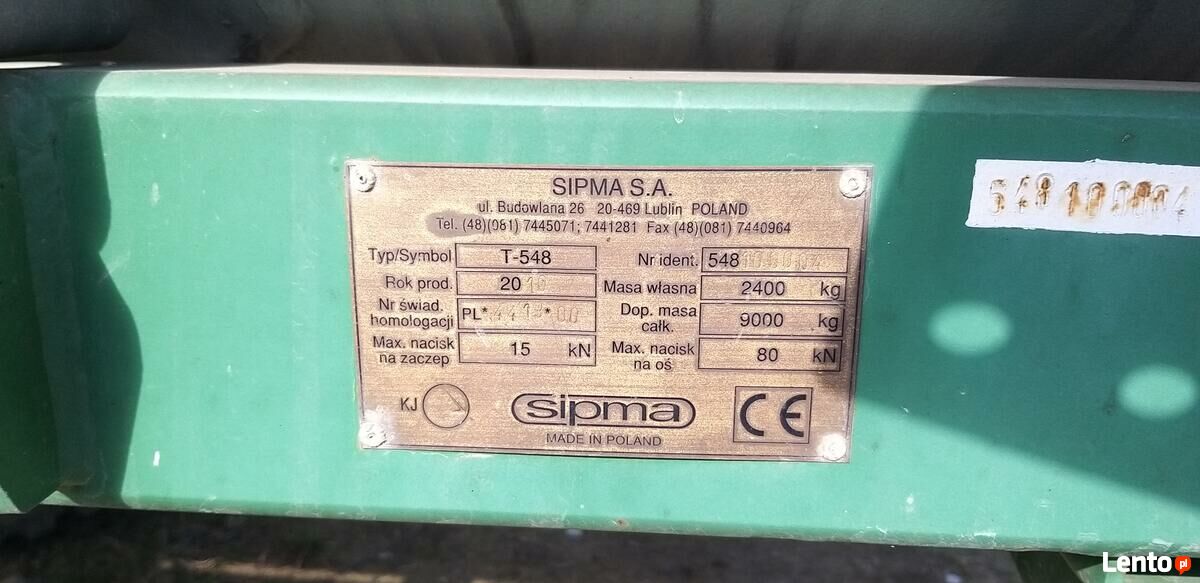 SIPMA S.A.
ul. Budowlana 26 20-469 Lublin POLAND
Tel. (48)(081) 7445071; 7441281 Fax (48)(081) 7440964
Typ/Symbol T-548 Nr ident. 548
Rok prod. 2010 Masa własna 2400 kg
Nr świad. homologacji PL* Dop. masa całk. 9000 kg
Max. nacisk na zaczep 15 kN Max. nacisk na oś 80 kN
KJ sipma CE
MADE IN POLAND
Lento.pl